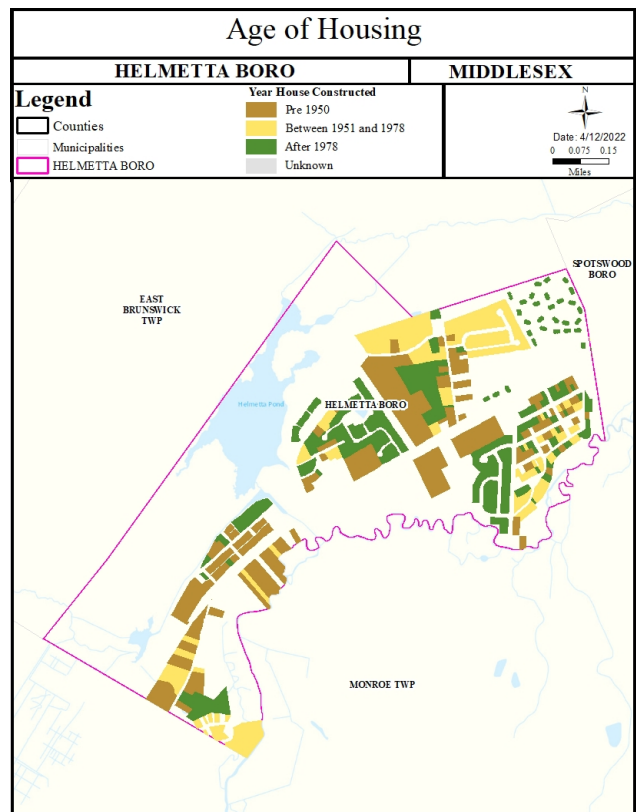 Age of Housing
HELMETTA BORO
MIDDLESEX
Legend
Counties
Municipalities
HELMETTA BORO
Year House Constructed
Pre 1950
Between 1951 and 1978
After 1978
Unknown
N
Date: 4/12/2022
0 0.075 0.15
Miles
SPOTSWOOD
BORO
EAST
BRUNSWICK
TWP
Helmetta Pond
HELMETTA BORO
MONROE TWP